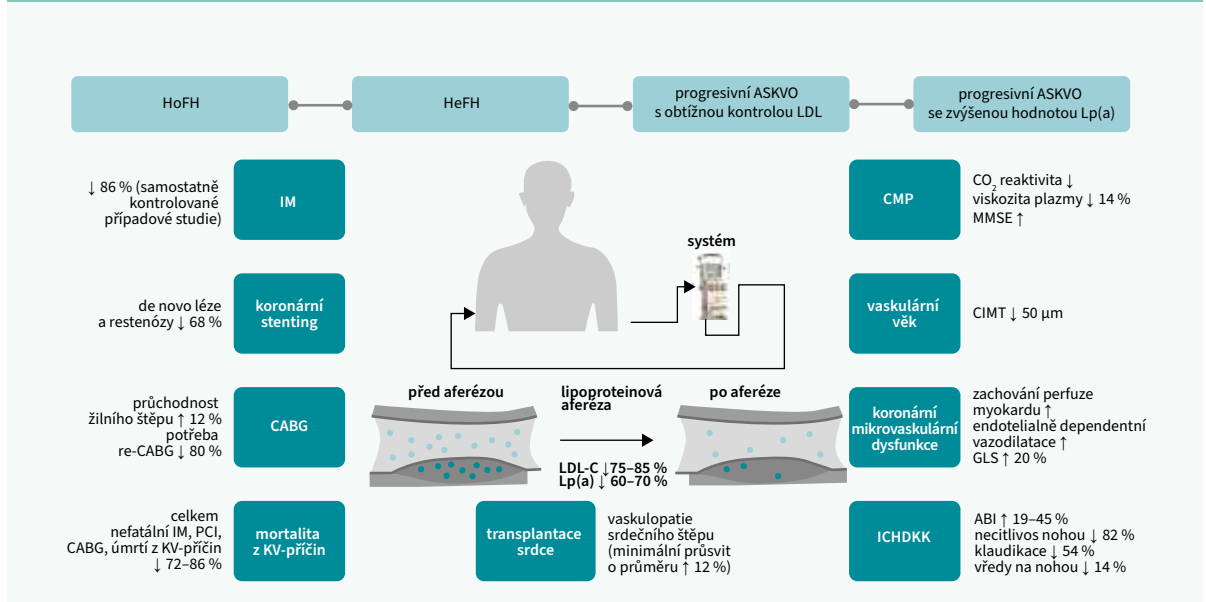 HoFH
HeFH
progresivní ASKVO
s obtížnou kontrolou LDL
progresivní ASKVO
se zvýšenou hodnotou Lp(a)
↓ 86 % (samostatně
kontrolované
případové studie)
IM
CMP
CO₂ reaktivita ↓
viskozita plazmy ↓ 14 %
MMSE ↑
systém
de novo léze
a restenózy ↓ 68 %
koronární
stenting
vaskulární
věk
CIMT ↓ 50 μm
průchodnost
žilního štěpu ↑ 12 %
potřeba
re-CABG ↓ 80 %
CABG
před aferézou
lipoproteinová
aferéza
po aferéze
LDL-C ↓75–85 %
Lp(a) ↓ 60–70 %
koronární
mikrovaskulární
dysfunkce
zachování perfuze
myokardu ↑
endotelialně dependentní
vazodilatace ↑
GLS ↑ 20 %
celkem
nefatální IM, PCI,
CABG, úmrtí z KV-příčin
↓ 72–86 %
mortalita
z KV-příčin
transplantace
srdce
vaskulopatie
srdečního štěpu
(minimální průsvit
o průměru ↑ 12 %)
ICHDKK
ABI ↑ 19–45 %
necitlivos nohou ↓ 82 %
klaudikace ↓ 54 %
vředy na nohou ↓ 14 %